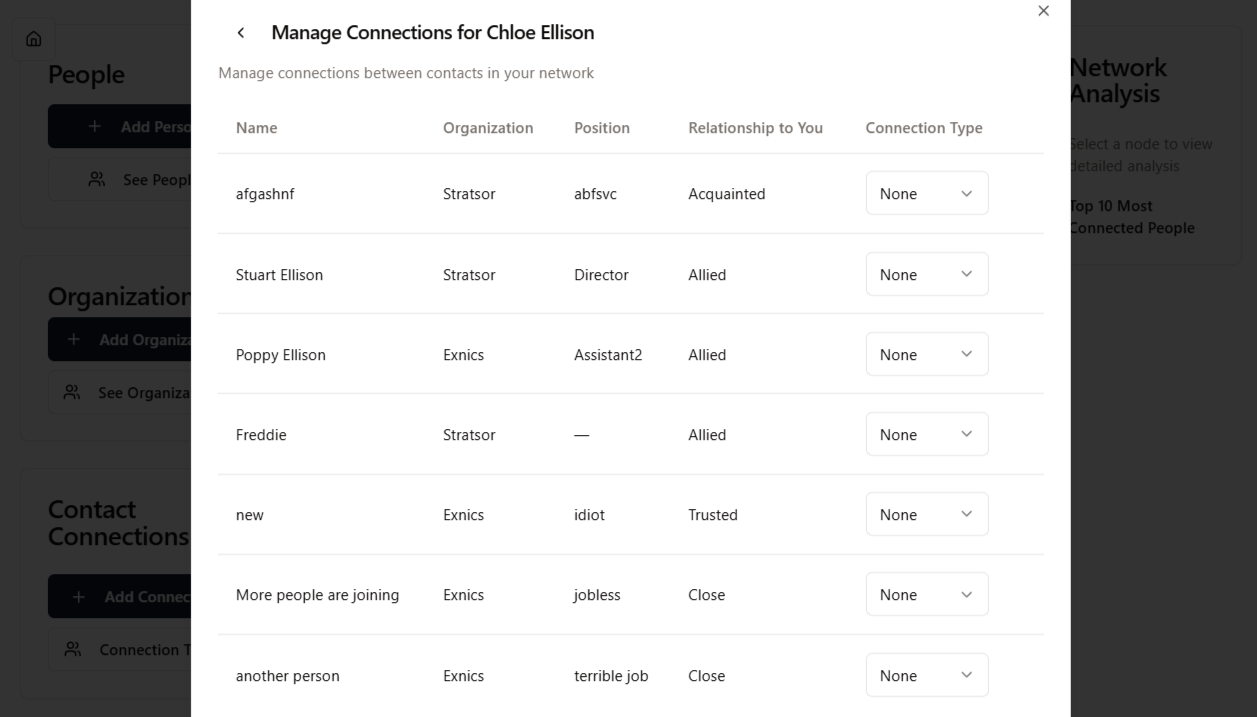 Manage Connections for Chloe Ellison
Manage connections between contacts in your network
Name Organization Position Relationship to You Connection Type
afgashnf Stratsor abfsvc Acquainted None
Stuart Ellison Stratsor Director Allied None
Poppy Ellison Exnics Assistant2 Allied None
Freddie Stratsor — Allied None
new Exnics idiot Trusted None
More people are joining Exnics jobless Close None
another person Exnics terrible job Close None
People
Add Perso
See Peopl
Organization
Add Organiza
See Organiza
Contact
Connections
Add Connec
Connection T
Network
Analysis
Select a node to view
detailed analysis
Top 10 Most
Connected People